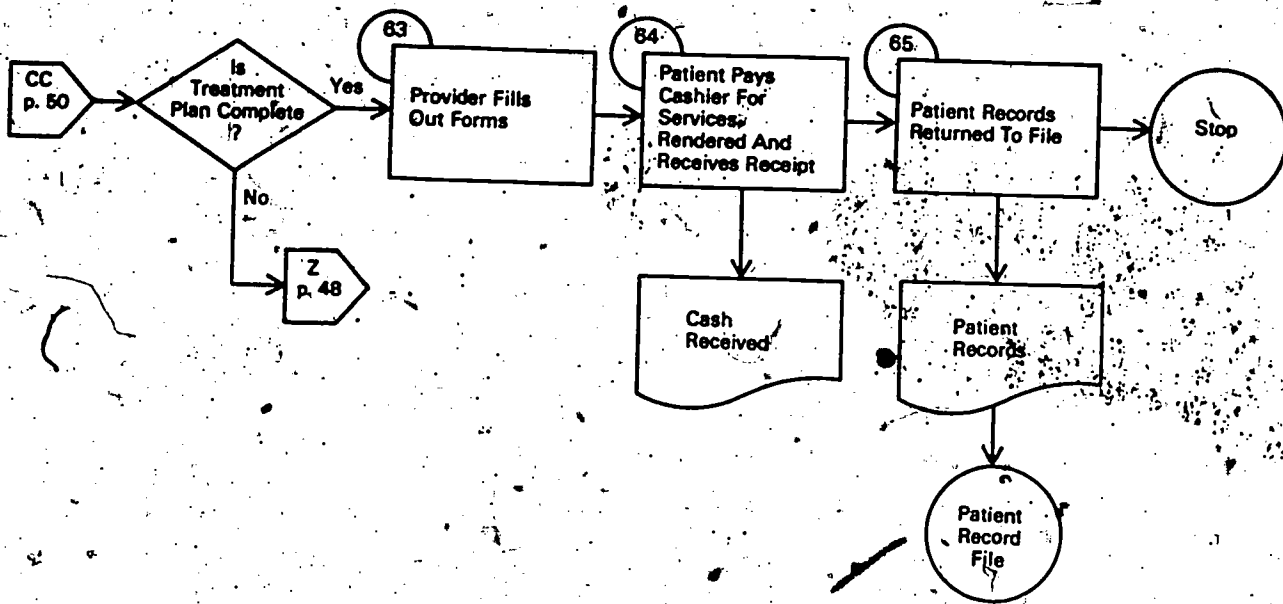 CC
p. 50
Is
Treatment
Plan Complete
?
Yes
No
Z
p. 48
63
Provider Fills
Out Forms
64
Patient Pays
Cashier For
Services
Rendered And
Receives Receipt
65
Patient Records
Returned To File
Stop
Cash
Received
Patient
Records
Patient
Record
File